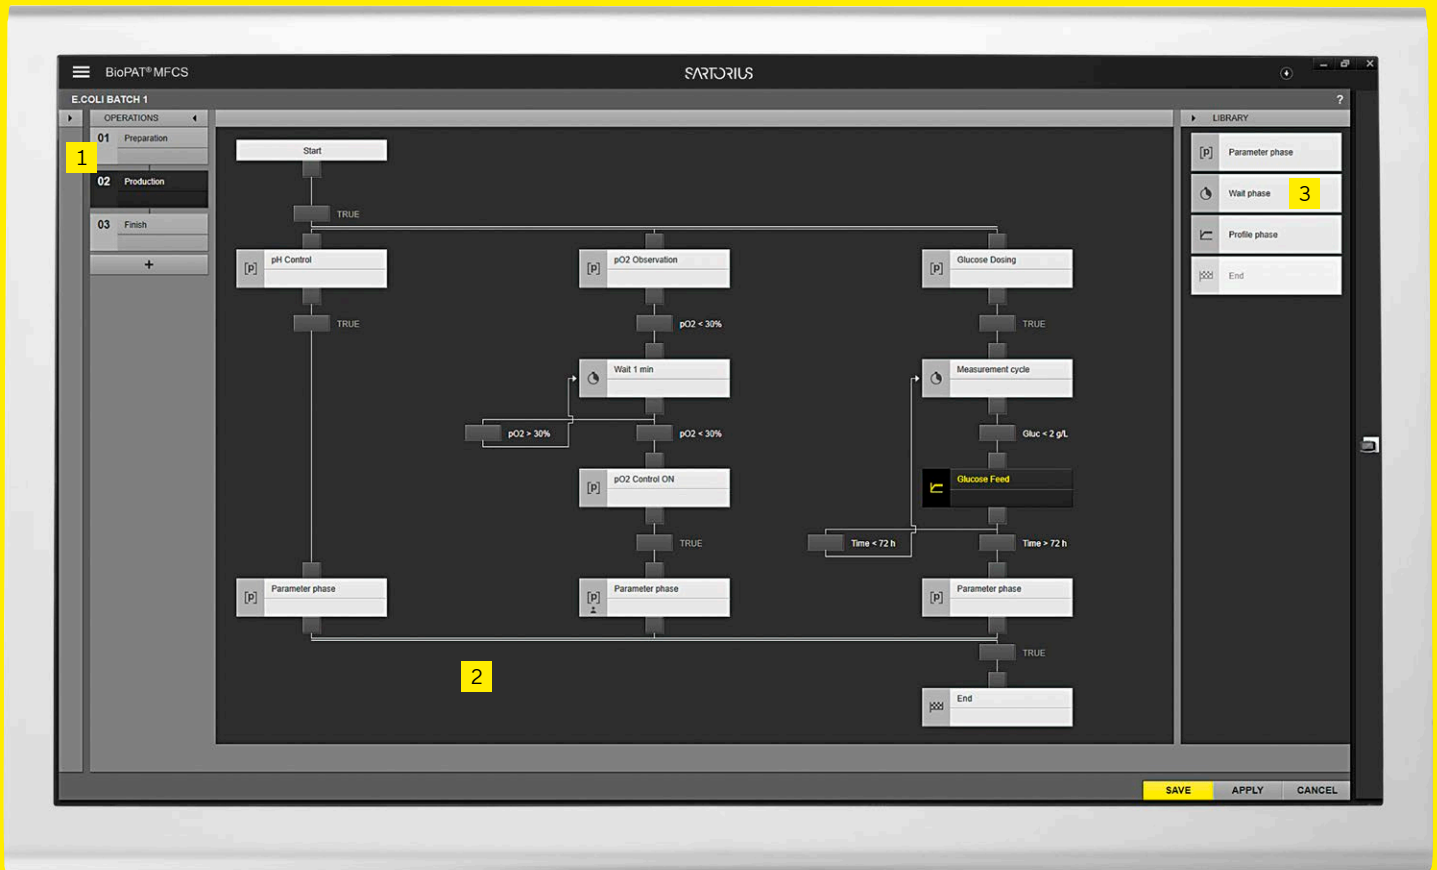 BioPAT® MFCS
SARTORIUS
E.COLI BATCH 1
?
OPERATIONS
LIBRARY
01 Preparation
1
02 Production
03 Finish
+
Start
TRUE
pH Control
[p]
pO2 Observation
[p]
Glucose Dosing
[p]
TRUE
pO2 < 30%
TRUE
Wait 1 min
Measurement cycle
pO2 > 30%
pO2 < 30%
Gluc < 2 g/L
pO2 Control ON
[p]
Glucose Feed
TRUE
Time < 72 h
Time > 72 h
Parameter phase
[p]
Parameter phase
[p]
Parameter phase
[p]
TRUE
2
End
[p] Parameter phase
Wait phase 3
Profile phase
End
SAVE APPLY CANCEL